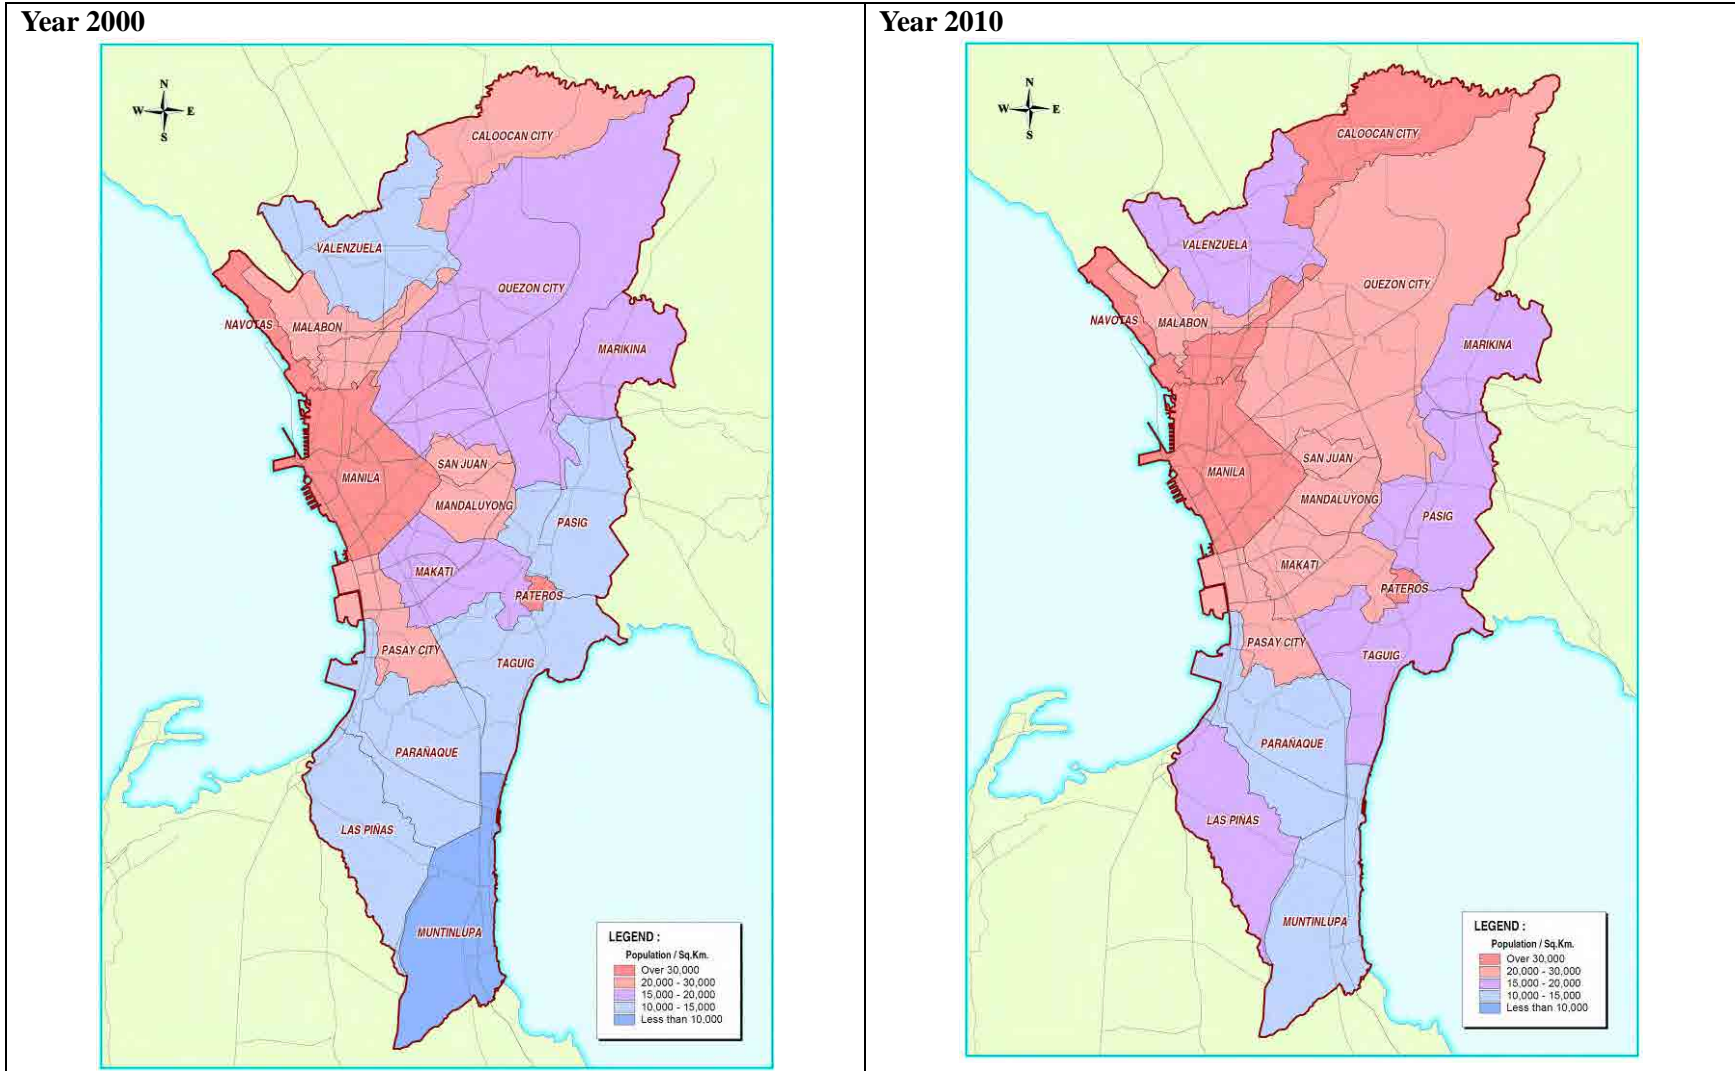 Year 2000
N
W E
S
CALOOCAN CITY
VALENZUELA
QUEZON CITY
NAVOTAS
MALABON
MARIKINA
SAN JUAN
MANILA
MANDALUYONG
PASIG
MAKATI
PATEROS
PASAY CITY
TAGUIG
PARAÑAQUE
LAS PIÑAS
MUNTINLUPA
LEGEND :
Population / Sq.Km.
Over 30,000
20,000 - 30,000
15,000 - 20,000
10,000 - 15,000
Less than 10,000
Year 2010
N
W E
S
CALOOCAN CITY
VALENZUELA
QUEZON CITY
NAVOTAS
MALABON
MARIKINA
SAN JUAN
MANILA
MANDALUYONG
PASIG
MAKATI
PATEROS
PASAY CITY
TAGUIG
PARAÑAQUE
LAS PIÑAS
MUNTINLUPA
LEGEND :
Population / Sq.Km.
Over 30,000
20,000 - 30,000
15,000 - 20,000
10,000 - 15,000
Less than 10,000